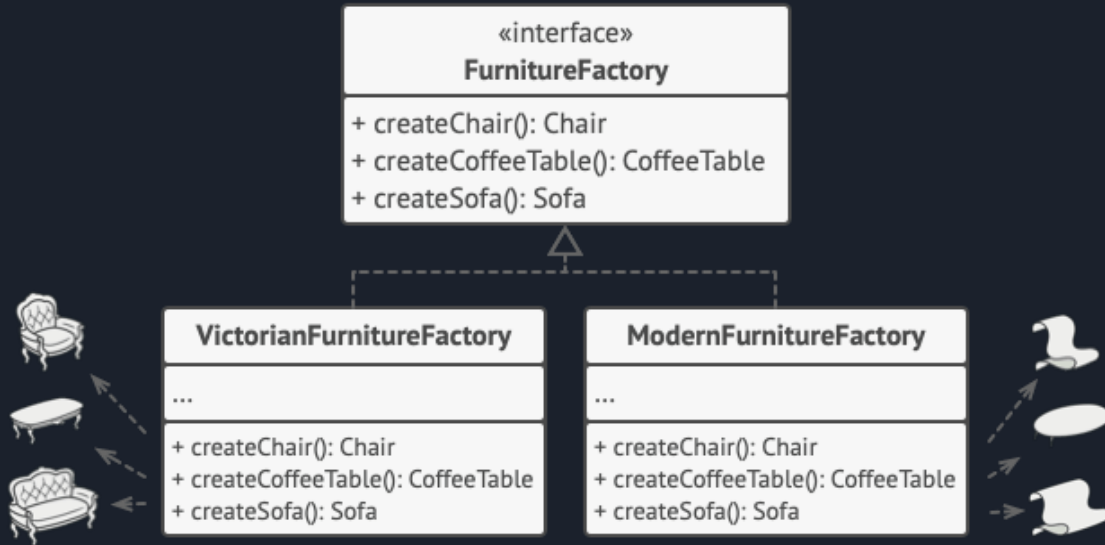 «interface»
FurnitureFactory
+ createChair(): Chair
+ createCoffeeTable(): CoffeeTable
+ createSofa(): Sofa
VictorianFurnitureFactory
...
+ createChair(): Chair
+ createCoffeeTable(): CoffeeTable
+ createSofa(): Sofa
ModernFurnitureFactory
...
+ createChair(): Chair
+ createCoffeeTable(): CoffeeTable
+ createSofa(): Sofa